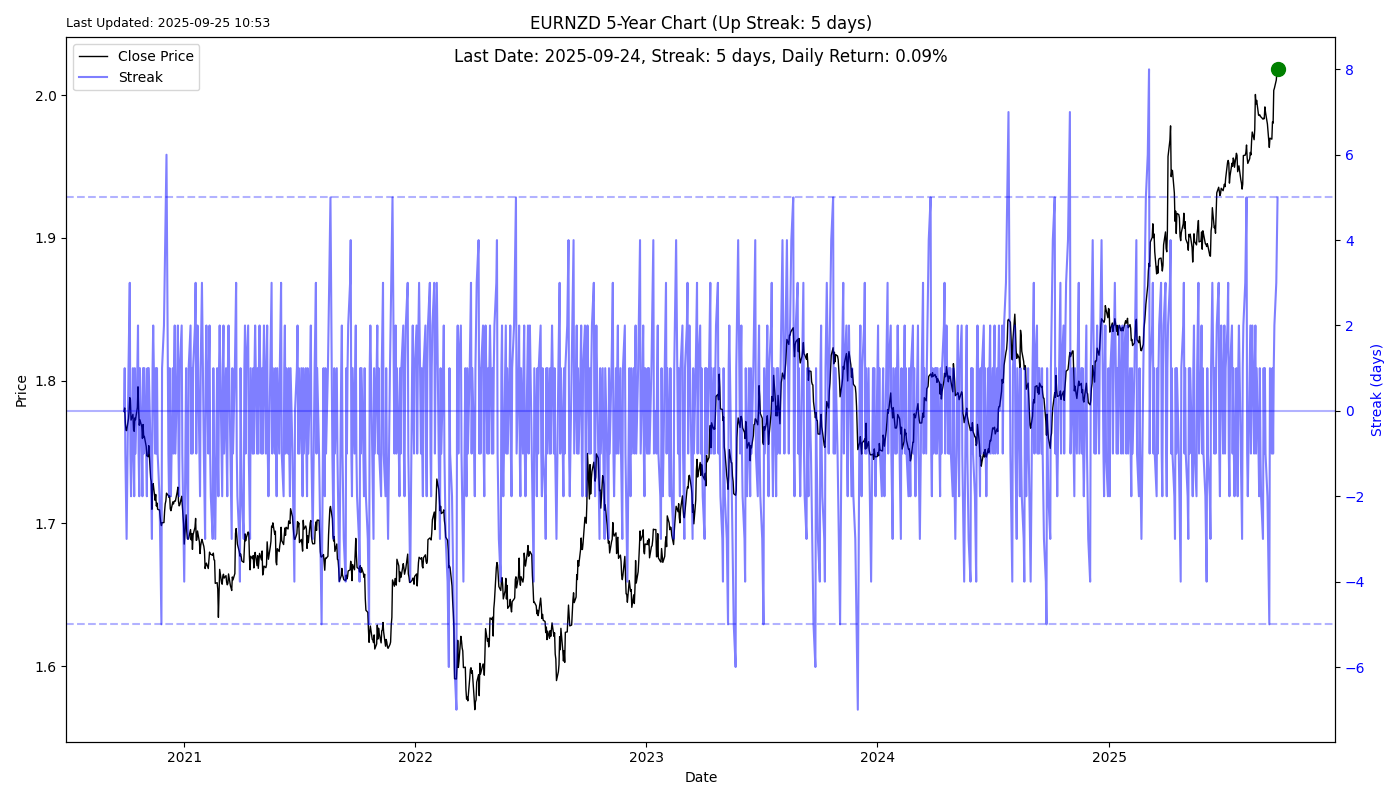 Last Updated: 2025-09-25 10:53
EURNZD 5-Year Chart (Up Streak: 5 days)
Last Date: 2025-09-24, Streak: 5 days, Daily Return: 0.09%
Close Price
Streak
2.0
1.9
1.8
1.7
1.6
Price
8
6
4
2
0
−2
−4
−6
Streak (days)
2021
2022
2023
2024
2025
Date